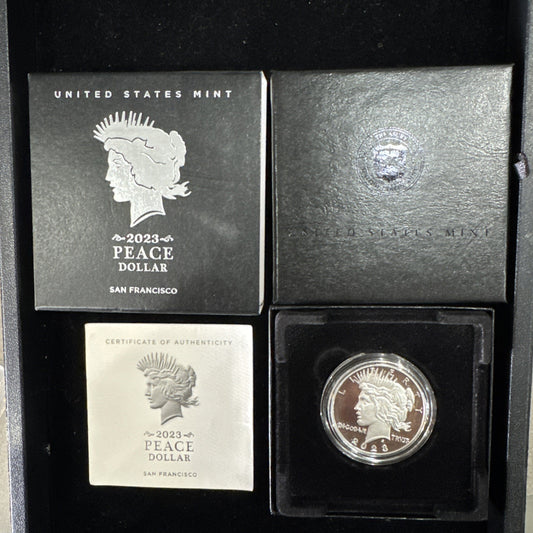 UNITED STATES MINT
2023
PEACE
DOLLAR
SAN FRANCISCO
UNITED STATES MINT
CERTIFICATE OF AUTHENTICITY
2023
PEACE
DOLLAR
SAN FRANCISCO
LIBERTY
IN GOD WE
TRVST
2023